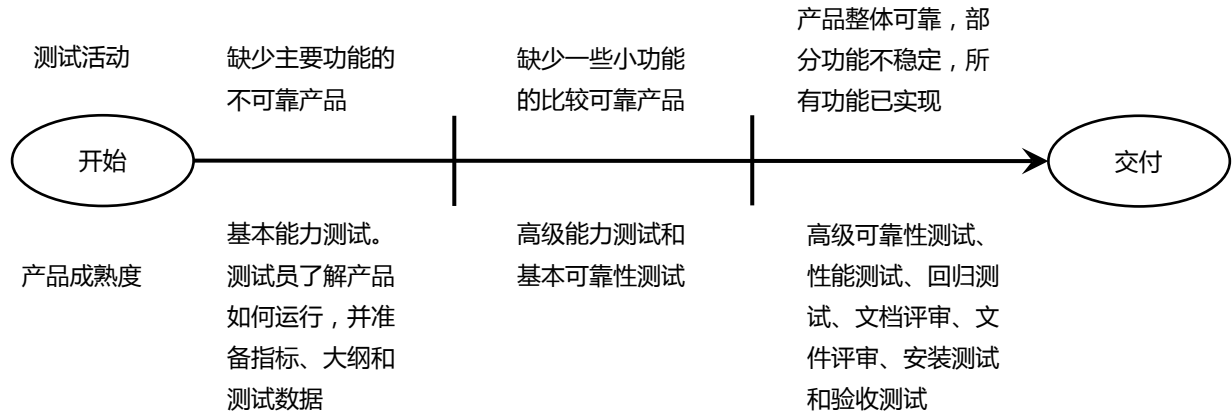 测试活动
缺少主要功能的
不可靠产品
缺少一些小功能
的比较可靠产品
产品整体可靠，部
分功能不稳定，所
有功能已实现
开始
交付
产品成熟度
基本能力测试。
测试员了解产品
如何运行，并准
备指标、大纲和
测试数据
高级能力测试和
基本可靠性测试
高级可靠性测试、
性能测试、回归测
试、文档评审、文
件评审、安装测试
和验收测试